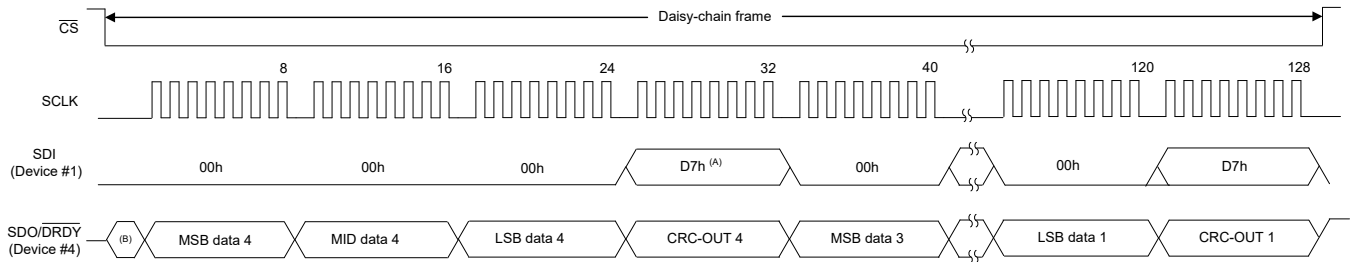 Daisy-chain frame
CS
8 16 24 32 40 120 128
SCLK
SDI
(Device #1)
00h 00h 00h D7h (A) 00h 00h D7h
SDO/DRDY
(Device #4)
(B) MSB data 4 MID data 4 LSB data 4 CRC-OUT 4 MSB data 3 LSB data 1 CRC-OUT 1